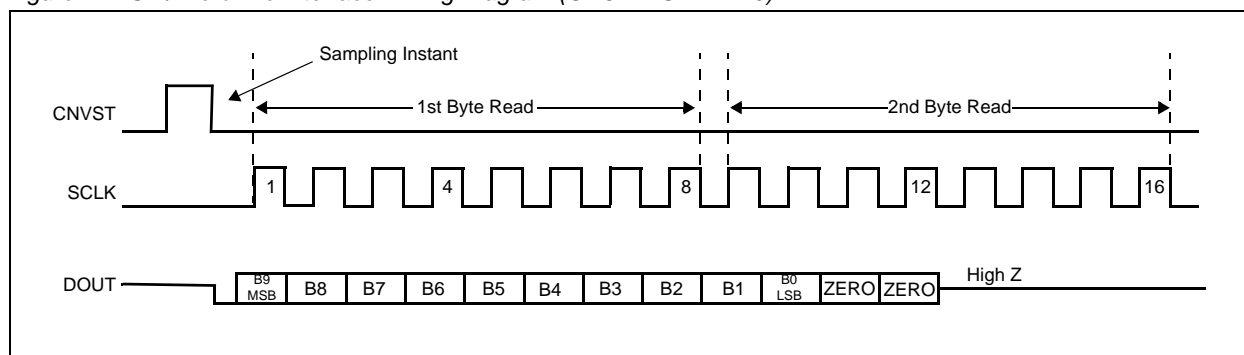 Sampling Instant
CNVST
1st Byte Read
2nd Byte Read
SCLK
1
4
8
12
16
DOUT
B9
MSB
B8
B7
B6
B5
B4
B3
B2
B1
B0
LSB
ZERO
ZERO
High Z